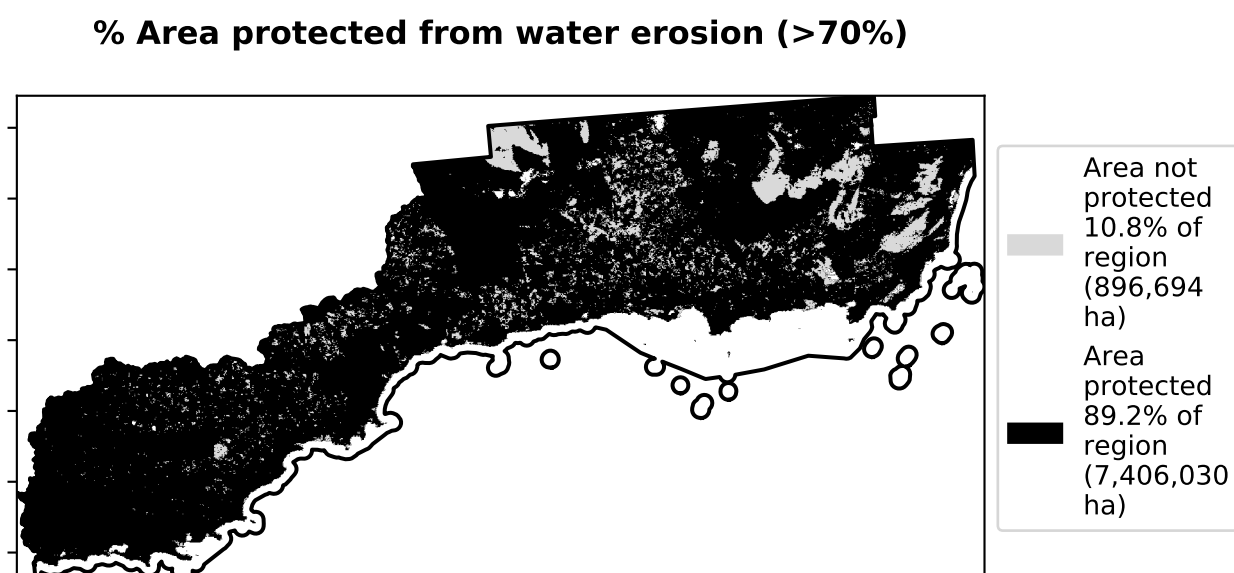 % Area protected from water erosion (>70%)
Area not
protected
10.8% of
region
(896,694
ha)
Area
protected
89.2% of
region
(7,406,030
ha)